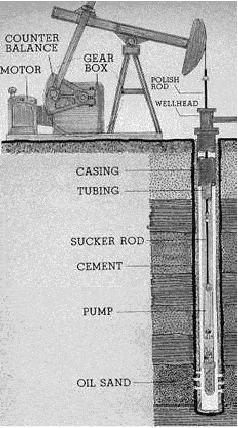 COUNTER
BALANCE
GEAR
BOX
MOTOR
POLISH
ROD
WELLHEAD
CASING
TUBING
SUCKER ROD
CEMENT
PUMP
OIL SAND